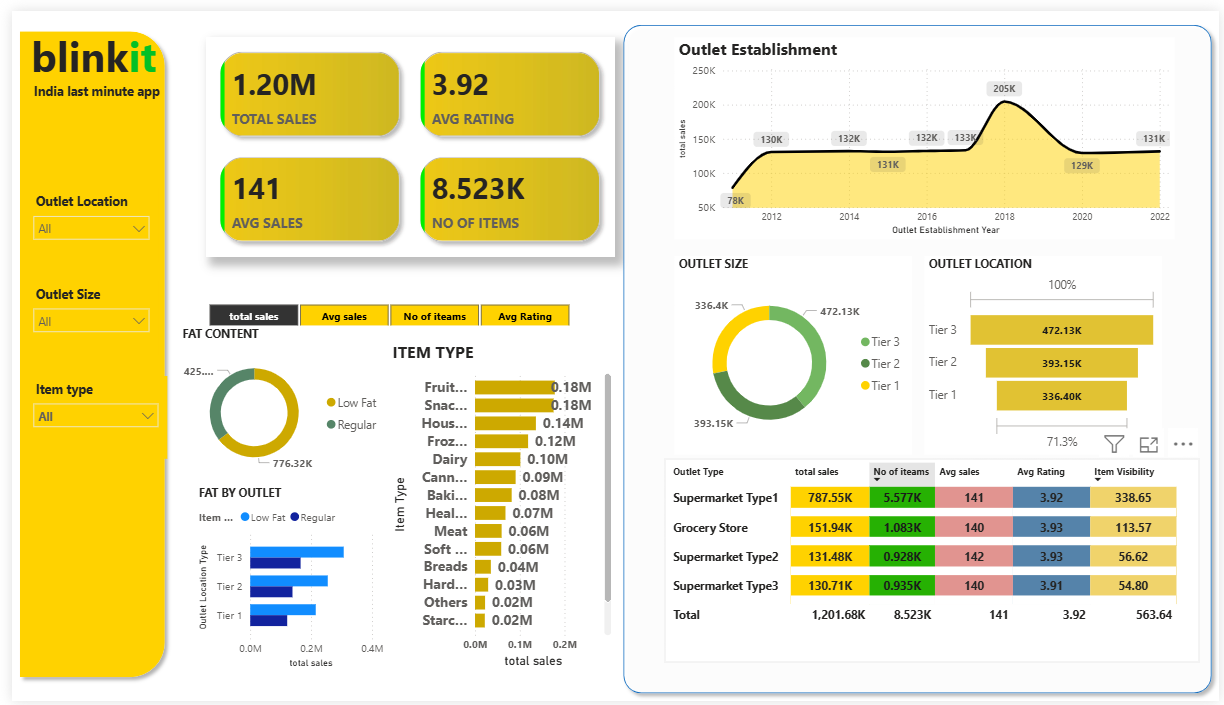 blinkit
India last minute app
Outlet Location
All
Outlet Size
All
Item type
All
1.20M
TOTAL SALES
3.92
AVG RATING
141
AVG SALES
8.523K
NO OF ITEMS
total sales Avg sales No of iteams Avg Rating
FAT CONTENT
425....
776.32K
Low Fat
Regular
FAT BY OUTLET
Item ... Low Fat Regular
Outlet Location Type
Tier 3
Tier 2
Tier 1
0.0M 0.2M 0.4M
total sales
ITEM TYPE
Item Type
Fruit... 0.18M
Snac... 0.18M
Hous... 0.14M
Froz... 0.12M
Dairy 0.10M
Cann... 0.09M
Baki... 0.08M
Heal... 0.07M
Meat 0.06M
Soft ... 0.06M
Breads 0.04M
Hard... 0.03M
Others 0.02M
Starc... 0.02M
0.0M 0.1M 0.2M
total sales
Outlet Establishment
total sales
250K
200K
150K
100K
50K
78K
130K
132K
131K
132K
133K
205K
129K
131K
2012 2014 2016 2018 2020 2022
Outlet Establishment Year
OUTLET SIZE
336.4K
472.13K
393.15K
Tier 3
Tier 2
Tier 1
OUTLET LOCATION
100%
Tier 3 472.13K
Tier 2 393.15K
Tier 1 336.40K
71.3%
Outlet Type total sales No of iteams Avg sales Avg Rating Item Visibility
Supermarket Type1 787.55K 5.577K 141 3.92 338.65
Grocery Store 151.94K 1.083K 140 3.93 113.57
Supermarket Type2 131.48K 0.928K 142 3.93 56.62
Supermarket Type3 130.71K 0.935K 140 3.91 54.80
Total 1,201.68K 8.523K 141 3.92 563.64